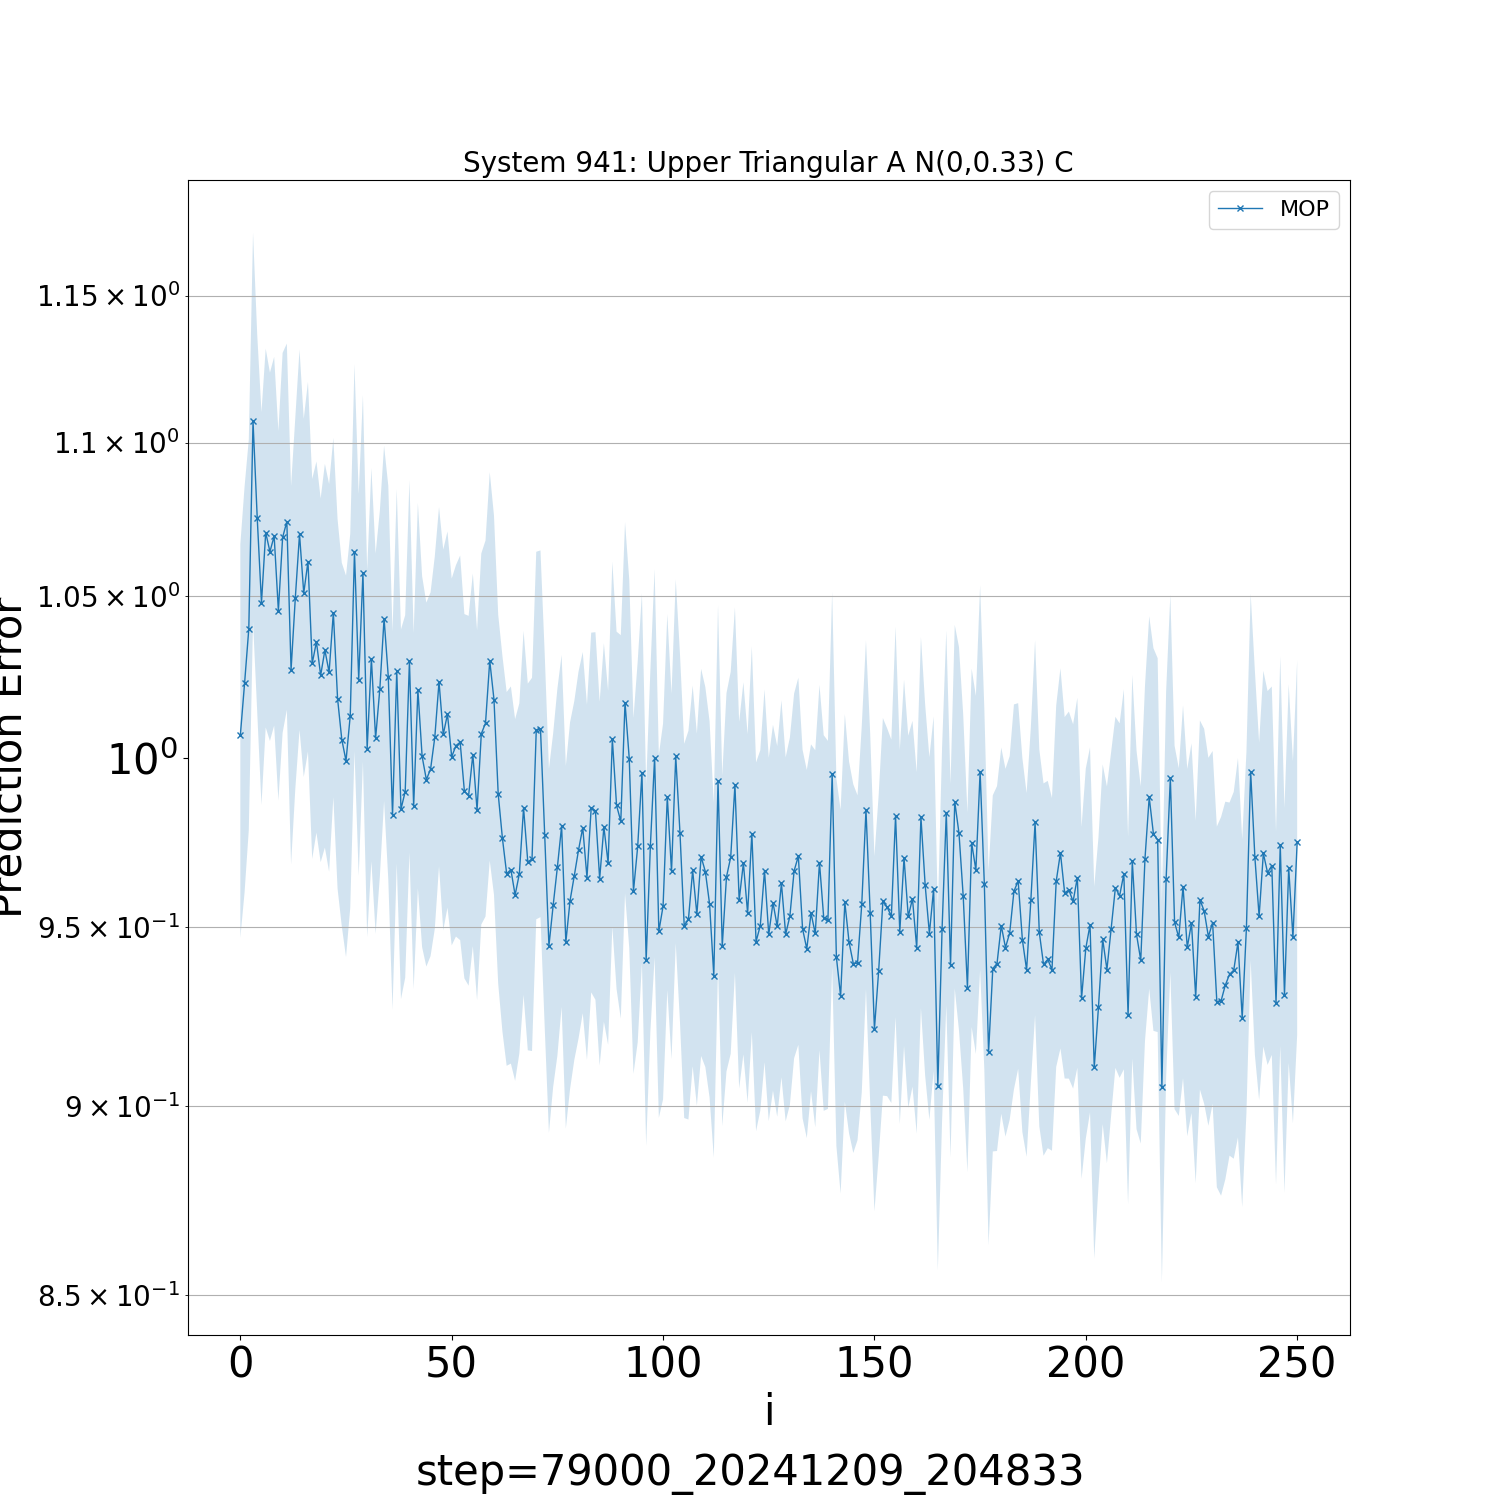 System 941: Upper Triangular A N(0,0.33) C
MOP
Prediction Error
1.15 × 10⁰
1.1 × 10⁰
1.05 × 10⁰
10⁰
9.5 × 10⁻¹
9 × 10⁻¹
8.5 × 10⁻¹
0 50 100 150 200 250
i
step=79000_20241209_204833